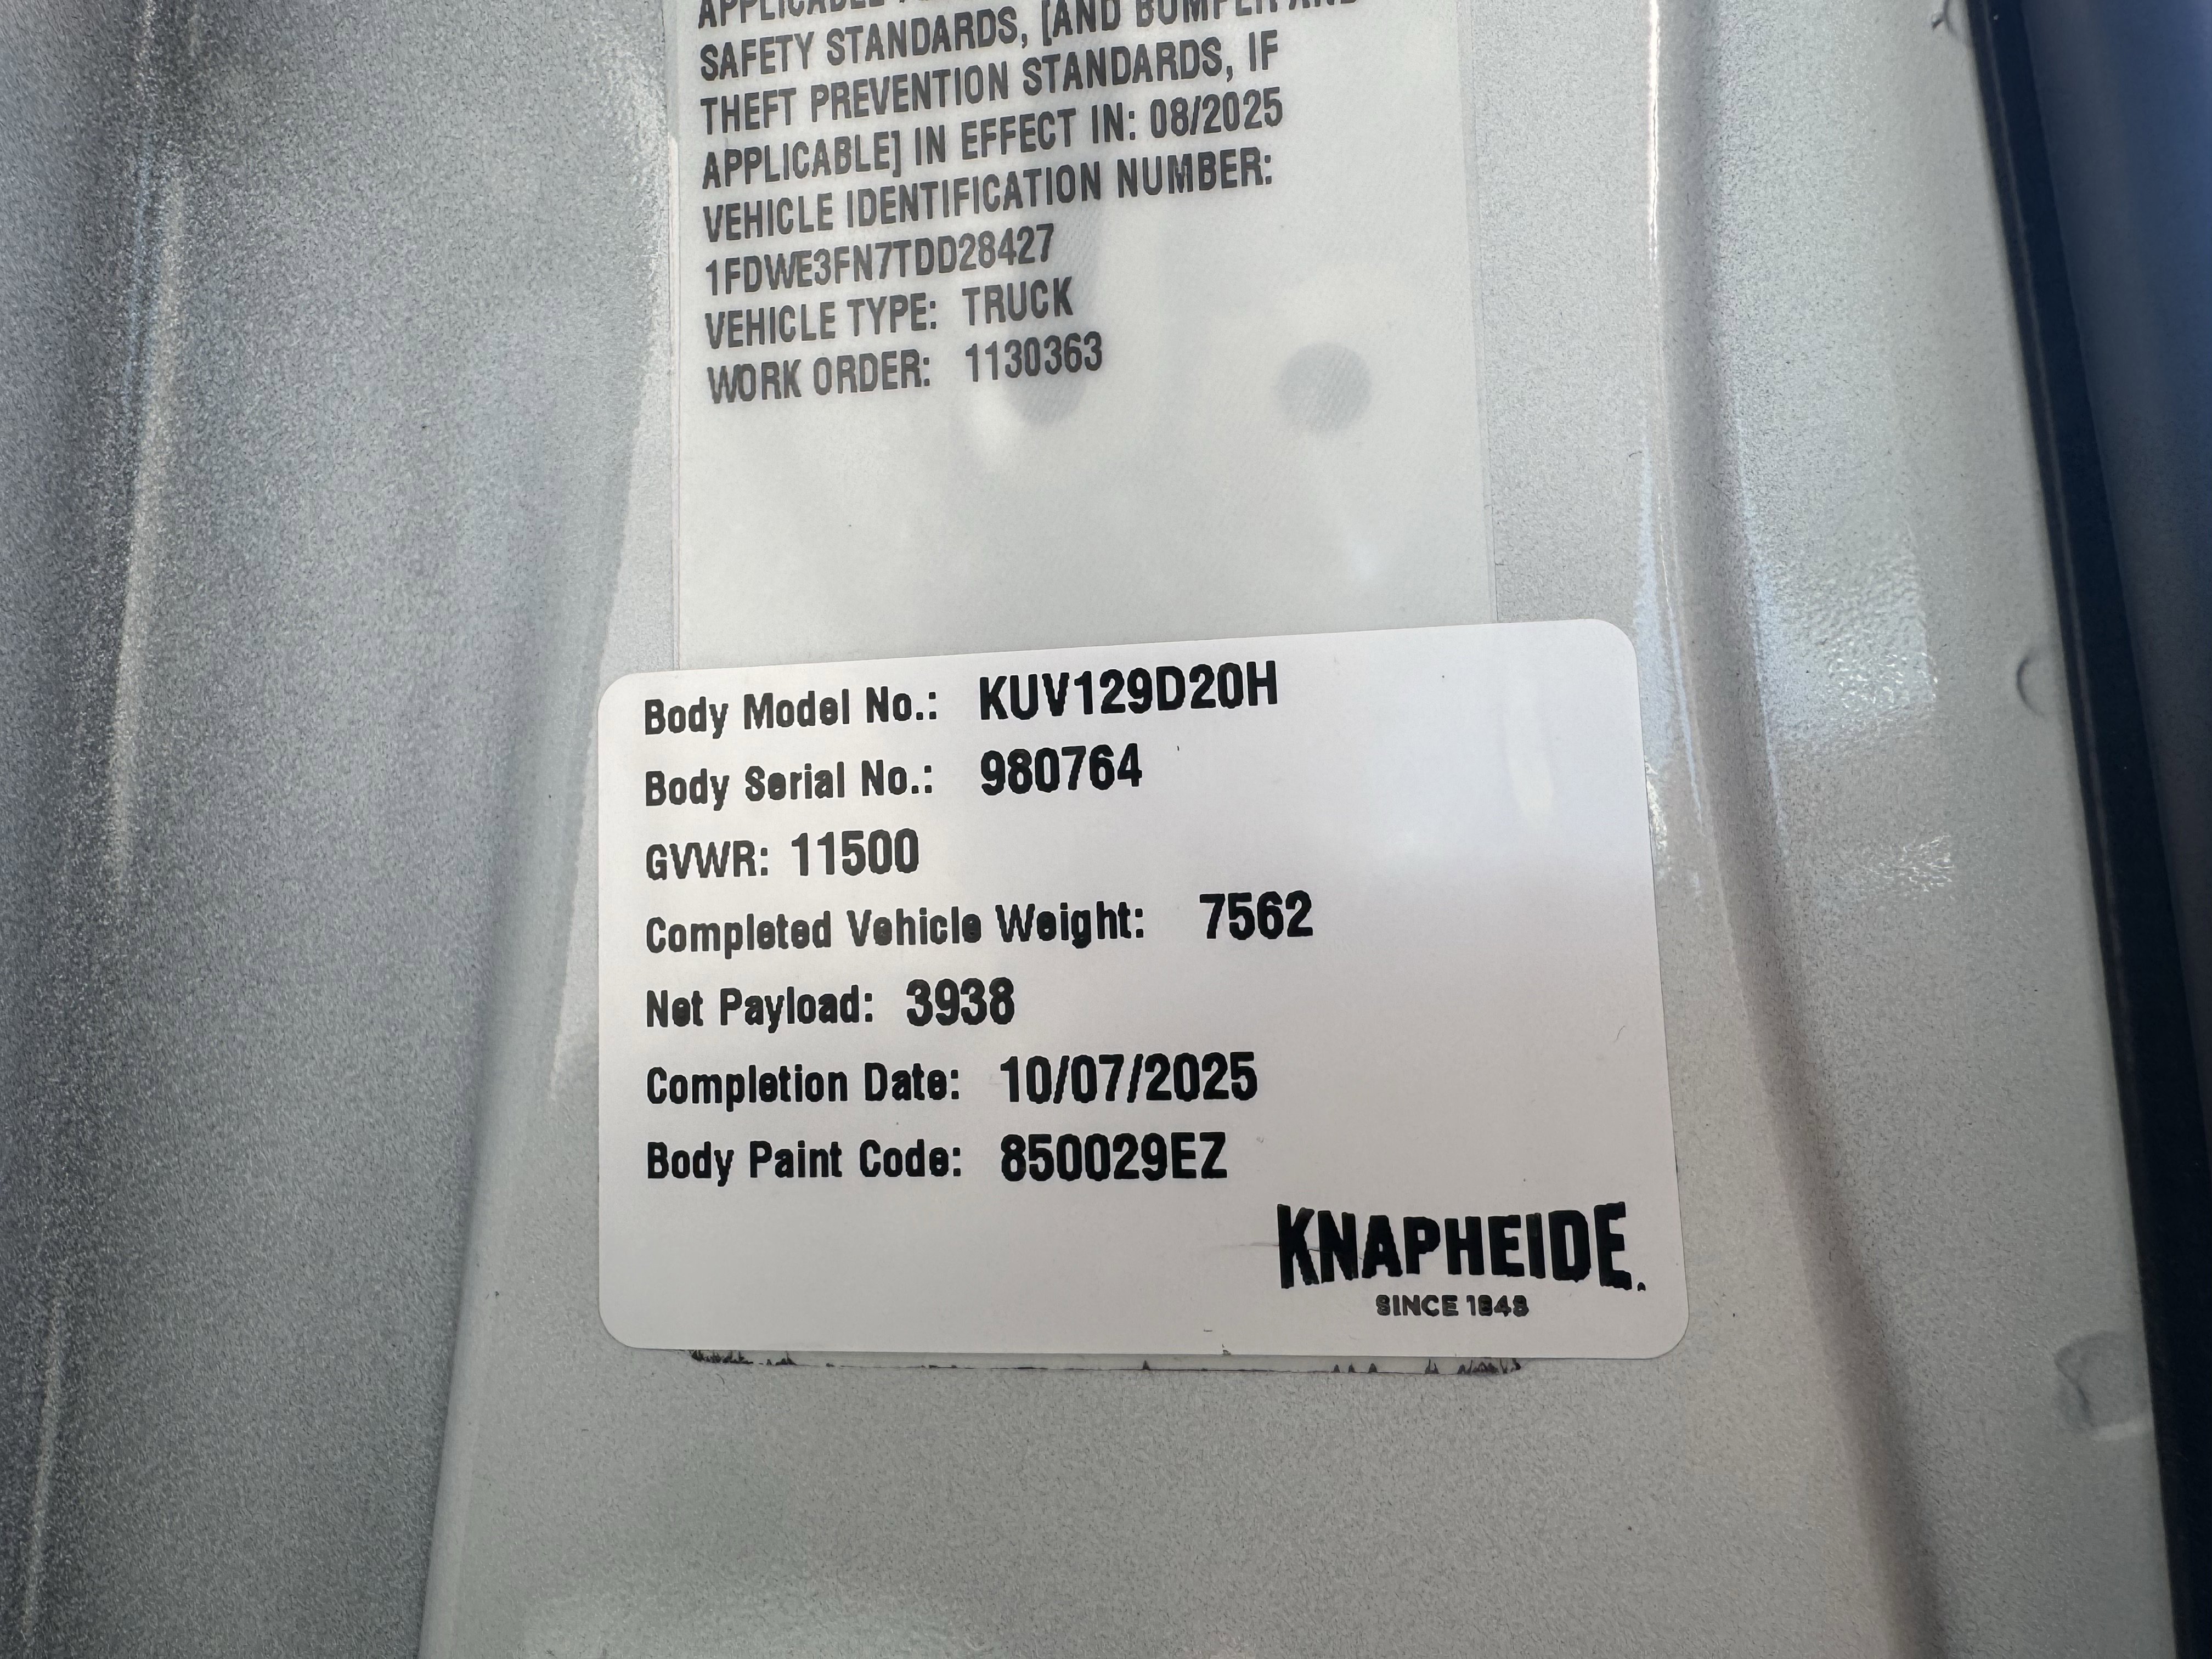 APPLICABLE
SAFETY STANDARDS, [AND BUMPER AND
THEFT PREVENTION STANDARDS, IF
APPLICABLE] IN EFFECT IN: 08/2025
VEHICLE IDENTIFICATION NUMBER:
1FDWE3FN7TDD28427
VEHICLE TYPE: TRUCK
WORK ORDER: 1130363
Body Model No.: KUV129D20H
Body Serial No.: 980764
GVWR: 11500
Completed Vehicle Weight: 7562
Net Payload: 3938
Completion Date: 10/07/2025
Body Paint Code: 850029EZ
KNAPHEIDE
SINCE 1848